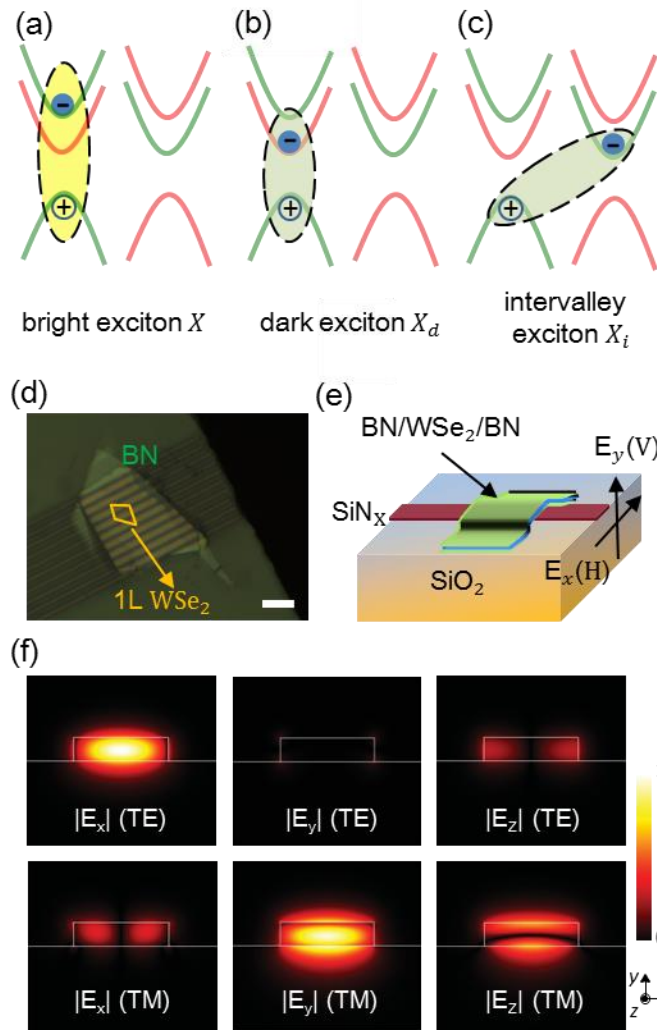 (a)
(b)
(c)
bright exciton X
dark exciton X_d
intervalley
exciton X_i
(d)
BN
1L WSe₂
(e)
BN/WSe₂/BN
SiN_X
SiO₂
E_y(V)
E_x(H)
(f)
|E_x| (TE)
|E_y| (TE)
|E_z| (TE)
|E_x| (TM)
|E_y| (TM)
|E_z| (TM)
y
z